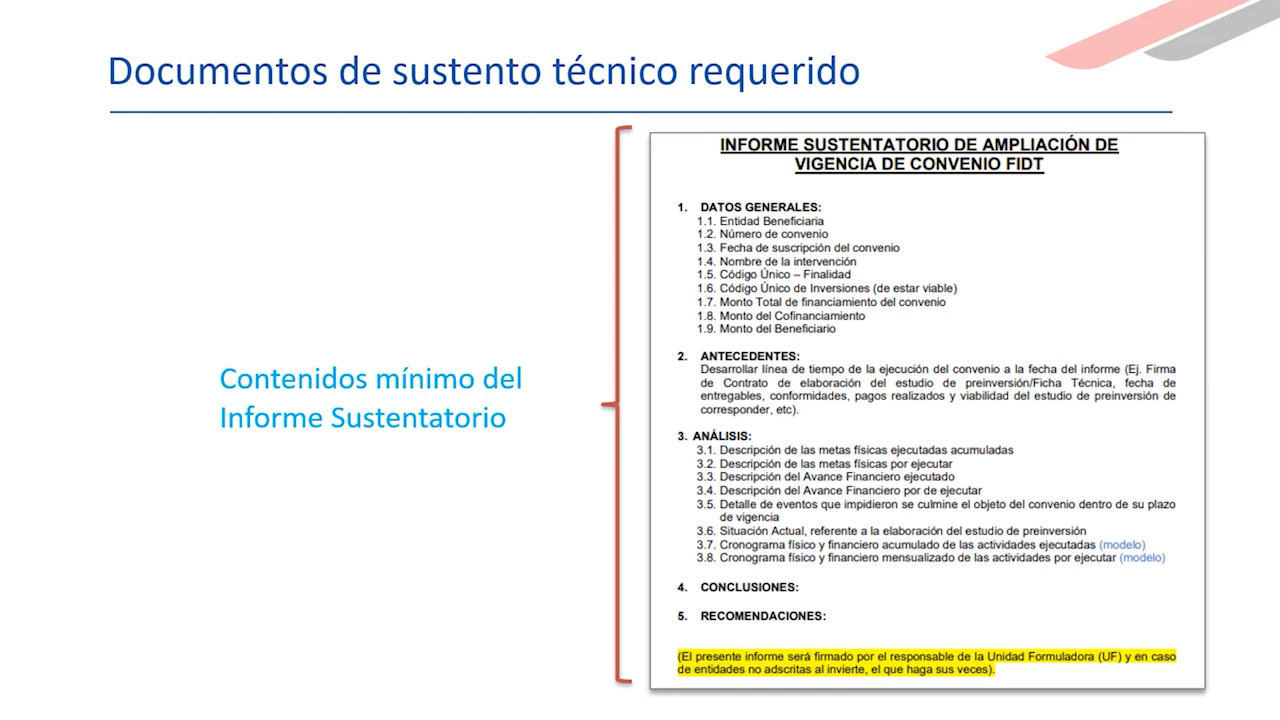 Documentos de sustento técnico requerido
Contenidos mínimo del
Informe Sustentatorio
INFORME SUSTENTATORIO DE AMPLIACIÓN DE
VIGENCIA DE CONVENIO FIDT
1. DATOS GENERALES:
1.1. Entidad Beneficiaria
1.2. Número de convenio
1.3. Fecha de suscripción del convenio
1.4. Nombre de la intervención
1.5. Código Único – Finalidad
1.6. Código Único de Inversiones (de estar viable)
1.7. Monto Total de financiamiento del convenio
1.8. Monto del Cofinanciamiento
1.9. Monto del Beneficiario
2. ANTECEDENTES:
Desarrollar línea de tiempo de la ejecución del convenio a la fecha del informe (Ej. Firma
de Contrato de elaboración del estudio de preinversión/Ficha Técnica, fecha de
entregables, conformidades, pagos realizados y viabilidad del estudio de preinversión de
corresponder, etc).
3. ANÁLISIS:
3.1. Descripción de las metas físicas ejecutadas acumuladas
3.2. Descripción de las metas físicas por ejecutar
3.3. Descripción del Avance Financiero ejecutado
3.4. Descripción del Avance Financiero por de ejecutar
3.5. Detalle de eventos que impidieron se culmine el objeto del convenio dentro de su plazo
de vigencia
3.6. Situación Actual, referente a la elaboración del estudio de preinversión
3.7. Cronograma físico y financiero acumulado de las actividades ejecutadas (modelo)
3.8. Cronograma físico y financiero mensualizado de las actividades por ejecutar (modelo)
4. CONCLUSIONES:
5. RECOMENDACIONES:
(El presente informe será firmado por el responsable de la Unidad Formuladora (UF) y en caso
de entidades no adscritas al invierte, el que haga sus veces).